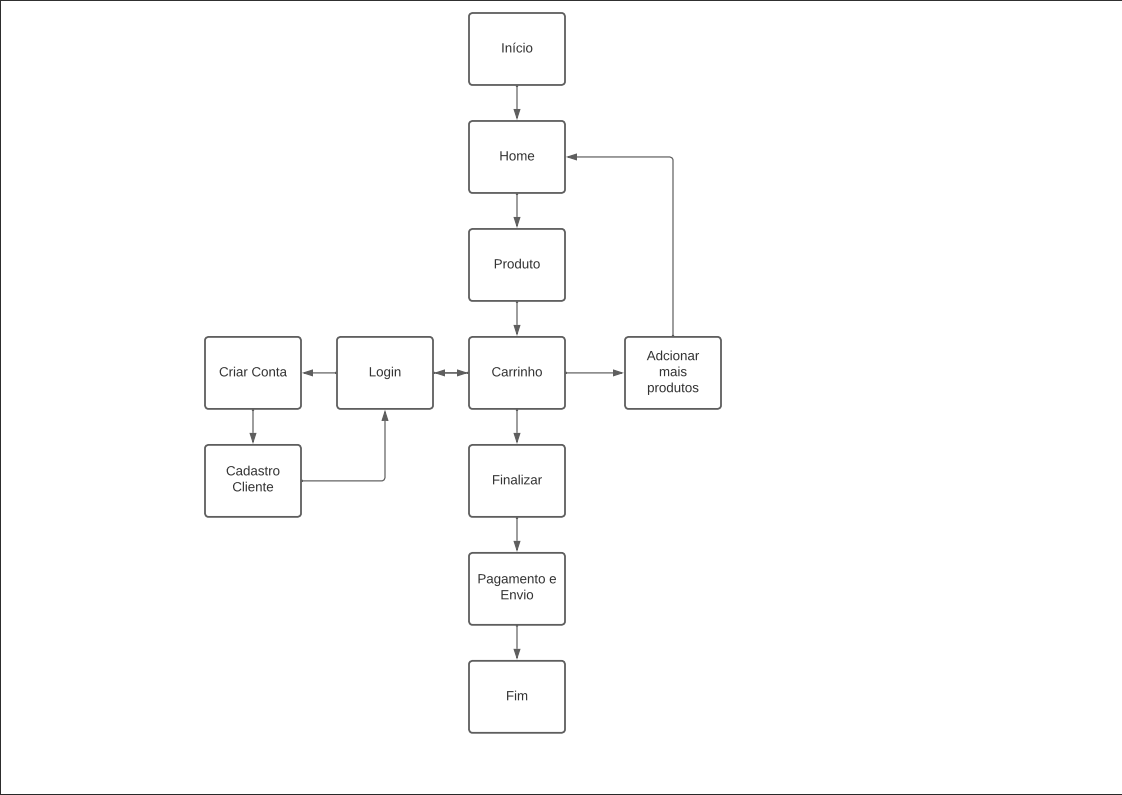 Início
Home
Produto
Criar Conta
Login
Carrinho
Adcionar
mais
produtos
Cadastro
Cliente
Finalizar
Pagamento e
Envio
Fim